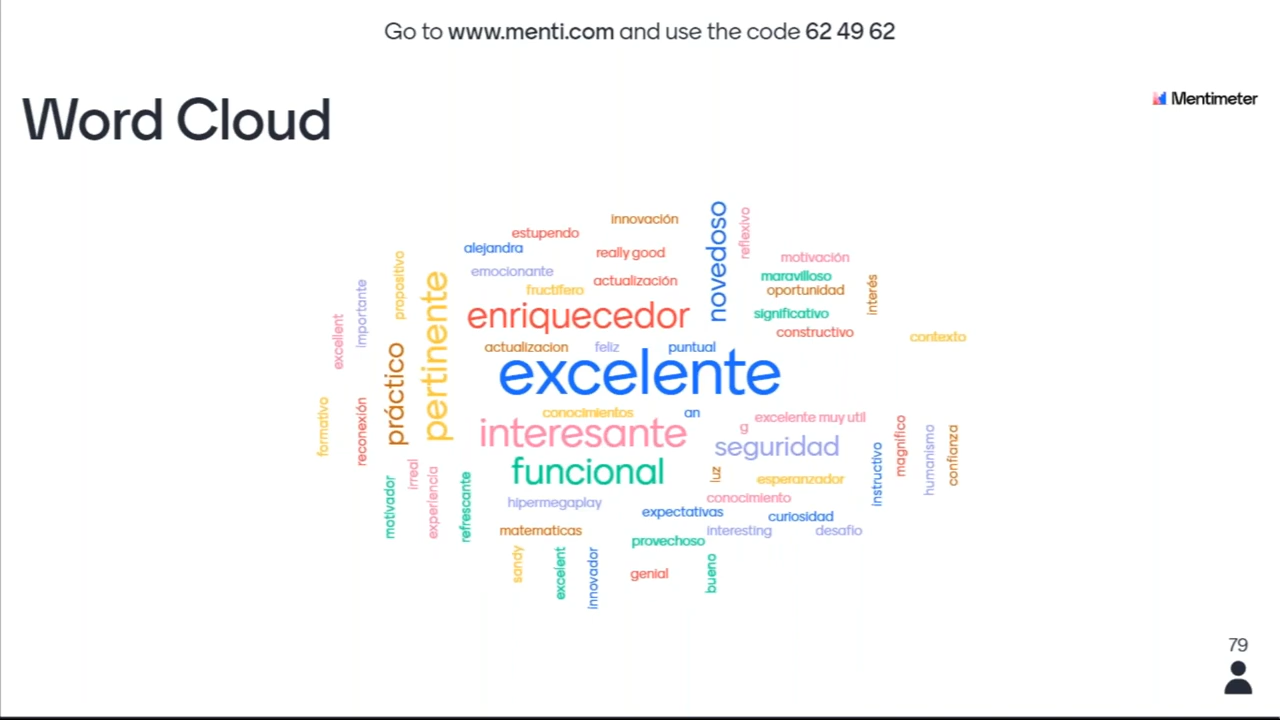 Go to www.menti.com and use the code 62 49 62
Word Cloud
Mentimeter
innovación
estupendo
alejandra
really good
emocionante
actualización
fructífero
enriquecedor
novedoso
reflexivo
motivación
maravilloso
oportunidad
interés
significativo
constructivo
contexto
propositivo
importante
excellent
pertinente
práctico
actualizacion
feliz
puntual
excelente
conocimientos
an
interesante
g
excelente muy util
seguridad
funcional
luz
esperanzador
formativo
reconexión
irreal
motivador
experiencia
refrescante
instructivo
magnífico
humanismo
confianza
hipermegaplay
conocimiento
expectativas
curiosidad
matematicas
interesting
desafio
provechoso
sandy
excelent
innovador
genial
bueno
79